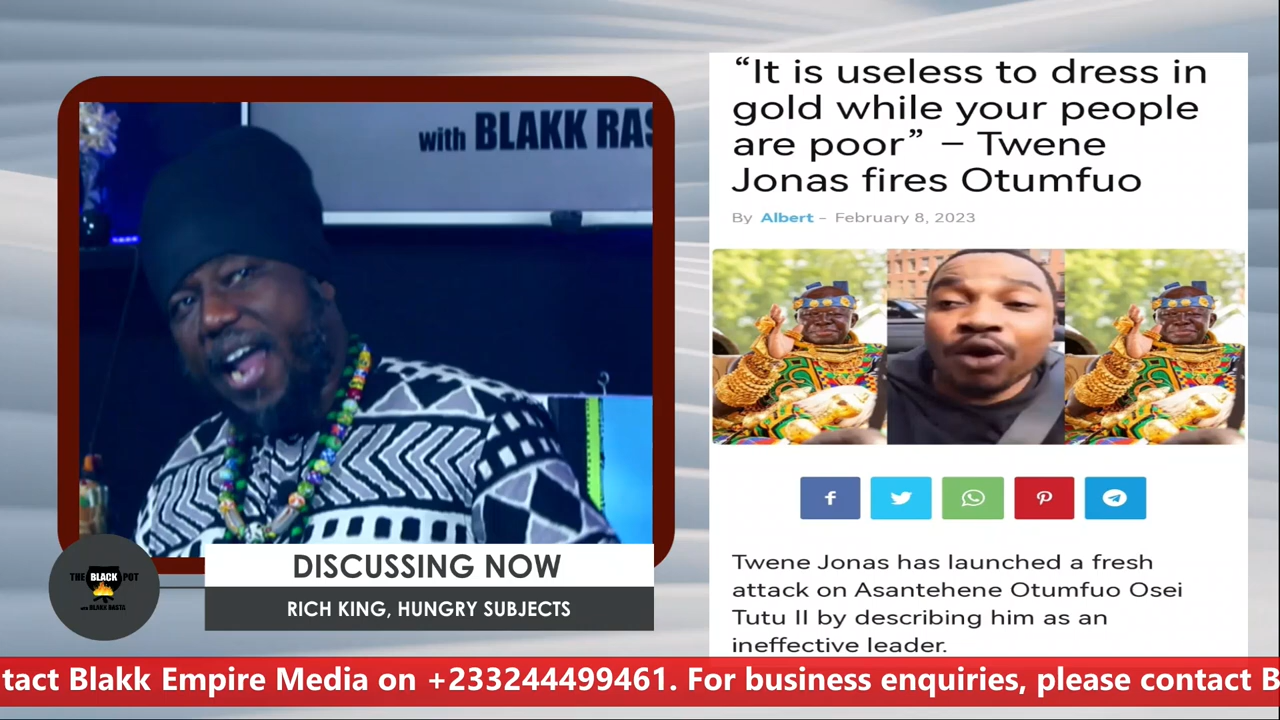 with BLAKK RAS
DISCUSSING NOW
RICH KING, HUNGRY SUBJECTS
THE BLACK POT
with BLAKK RASTA
“It is useless to dress in
gold while your people
are poor” – Twene
Jonas fires Otumfuo
By Albert - February 8, 2023
Twene Jonas has launched a fresh
attack on Asantehene Otumfuo Osei
Tutu II by describing him as an
ineffective leader.
tact Blakk Empire Media on +233244499461. For business enquiries, please contact B